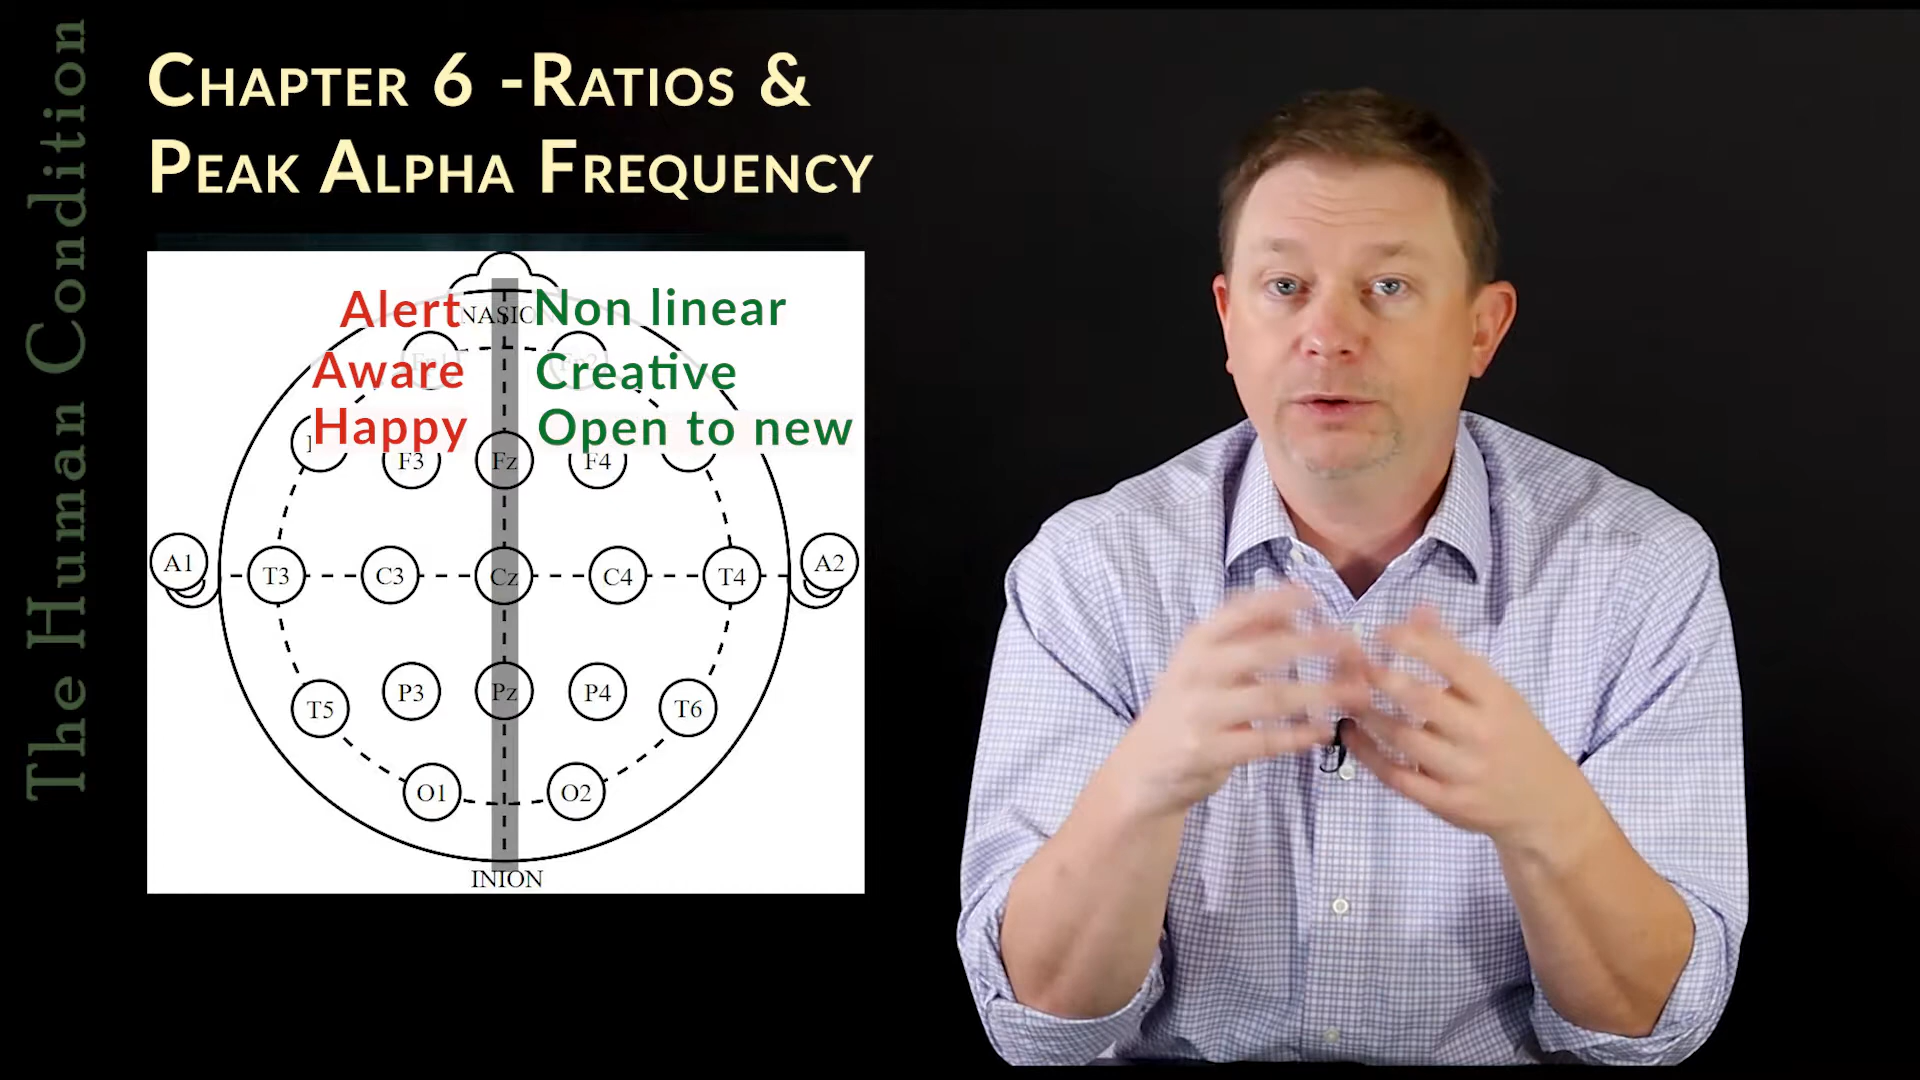 The Human Condition
Chapter 6 -Ratios &
Peak Alpha Frequency
Alert
Non linear
Aware
Creative
Happy
Open to new
F3
Fz
F4
A1
T3
C3
Cz
C4
T4
A2
T5
P3
Pz
P4
T6
O1
O2
INION